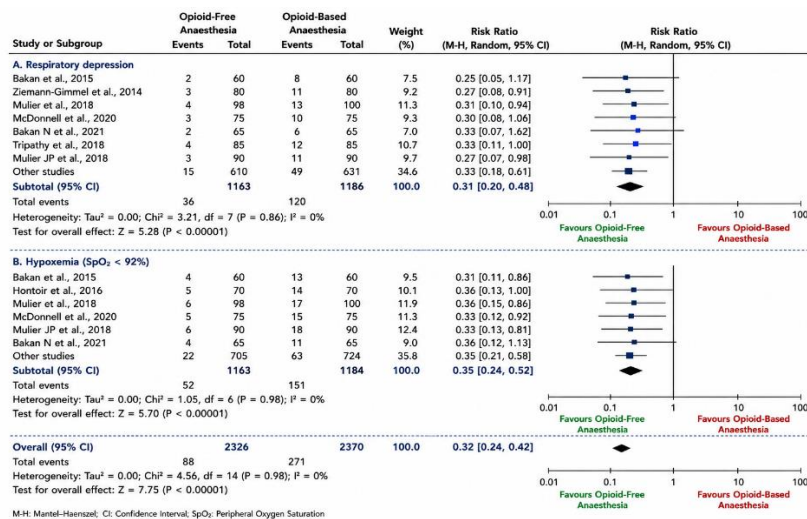 Opioid-Free Opioid-Based
Anaesthesia Anaesthesia Weight Risk Ratio Risk Ratio
Study or Subgroup Events Total Events Total (%) (M-H, Random, 95% CI) (M-H, Random, 95% CI)
A. Respiratory depression
Bakan et al., 2015 2 60 8 60 7.5 0.25 [0.05, 1.17]
Ziemann-Gimmel et al., 2014 3 80 11 80 9.2 0.27 [0.08, 0.91]
Mulier et al., 2018 4 98 13 100 11.3 0.31 [0.10, 0.94]
McDonnell et al., 2020 3 75 10 75 9.3 0.30 [0.08, 1.06]
Bakan N et al., 2021 2 65 6 65 7.0 0.33 [0.07, 1.62]
Tripathy et al., 2018 4 85 12 85 10.7 0.33 [0.11, 1.00]
Mulier JP et al., 2018 3 90 11 90 9.7 0.27 [0.07, 0.98]
Other studies 15 610 49 631 34.6 0.33 [0.18, 0.61]
Subtotal (95% CI) 1163 1186 100.0 0.31 [0.20, 0.48]
Total events 36 120
Heterogeneity: Tau² = 0.00; Chi² = 3.21, df = 7 (P = 0.86); I² = 0%
Test for overall effect: Z = 5.28 (P < 0.00001)
0.01 0.1 1 10 100
Favours Opioid-Free Anaesthesia Favours Opioid-Based Anaesthesia
B. Hypoxemia (SpO₂ < 92%)
Bakan et al., 2015 4 60 13 60 9.5 0.31 [0.11, 0.86]
Hontoir et al., 2016 5 70 14 70 10.1 0.36 [0.13, 1.00]
Mulier et al., 2018 6 98 17 100 11.9 0.36 [0.15, 0.86]
McDonnell et al., 2020 5 75 15 75 11.3 0.33 [0.12, 0.92]
Mulier JP et al., 2018 6 90 18 90 12.4 0.33 [0.13, 0.81]
Bakan N et al., 2021 4 65 11 65 9.0 0.36 [0.12, 1.13]
Other studies 22 705 63 724 35.8 0.35 [0.21, 0.58]
Subtotal (95% CI) 1163 1184 100.0 0.35 [0.24, 0.52]
Total events 52 151
Heterogeneity: Tau² = 0.00; Chi² = 1.05, df = 6 (P = 0.98); I² = 0%
Test for overall effect: Z = 5.70 (P < 0.00001)
0.01 0.1 1 10 100
Favours Opioid-Free Anaesthesia Favours Opioid-Based Anaesthesia
Overall (95% CI) 2326 2370 100.0 0.32 [0.24, 0.42]
Total events 88 271
Heterogeneity: Tau² = 0.00; Chi² = 4.56, df = 14 (P = 0.98); I² = 0%
Test for overall effect: Z = 7.75 (P < 0.00001)
0.01 0.1 1 10 100
Favours Opioid-Free Anaesthesia Favours Opioid-Based Anaesthesia
M-H: Mantel–Haenszel; CI: Confidence Interval; SpO₂: Peripheral Oxygen Saturation